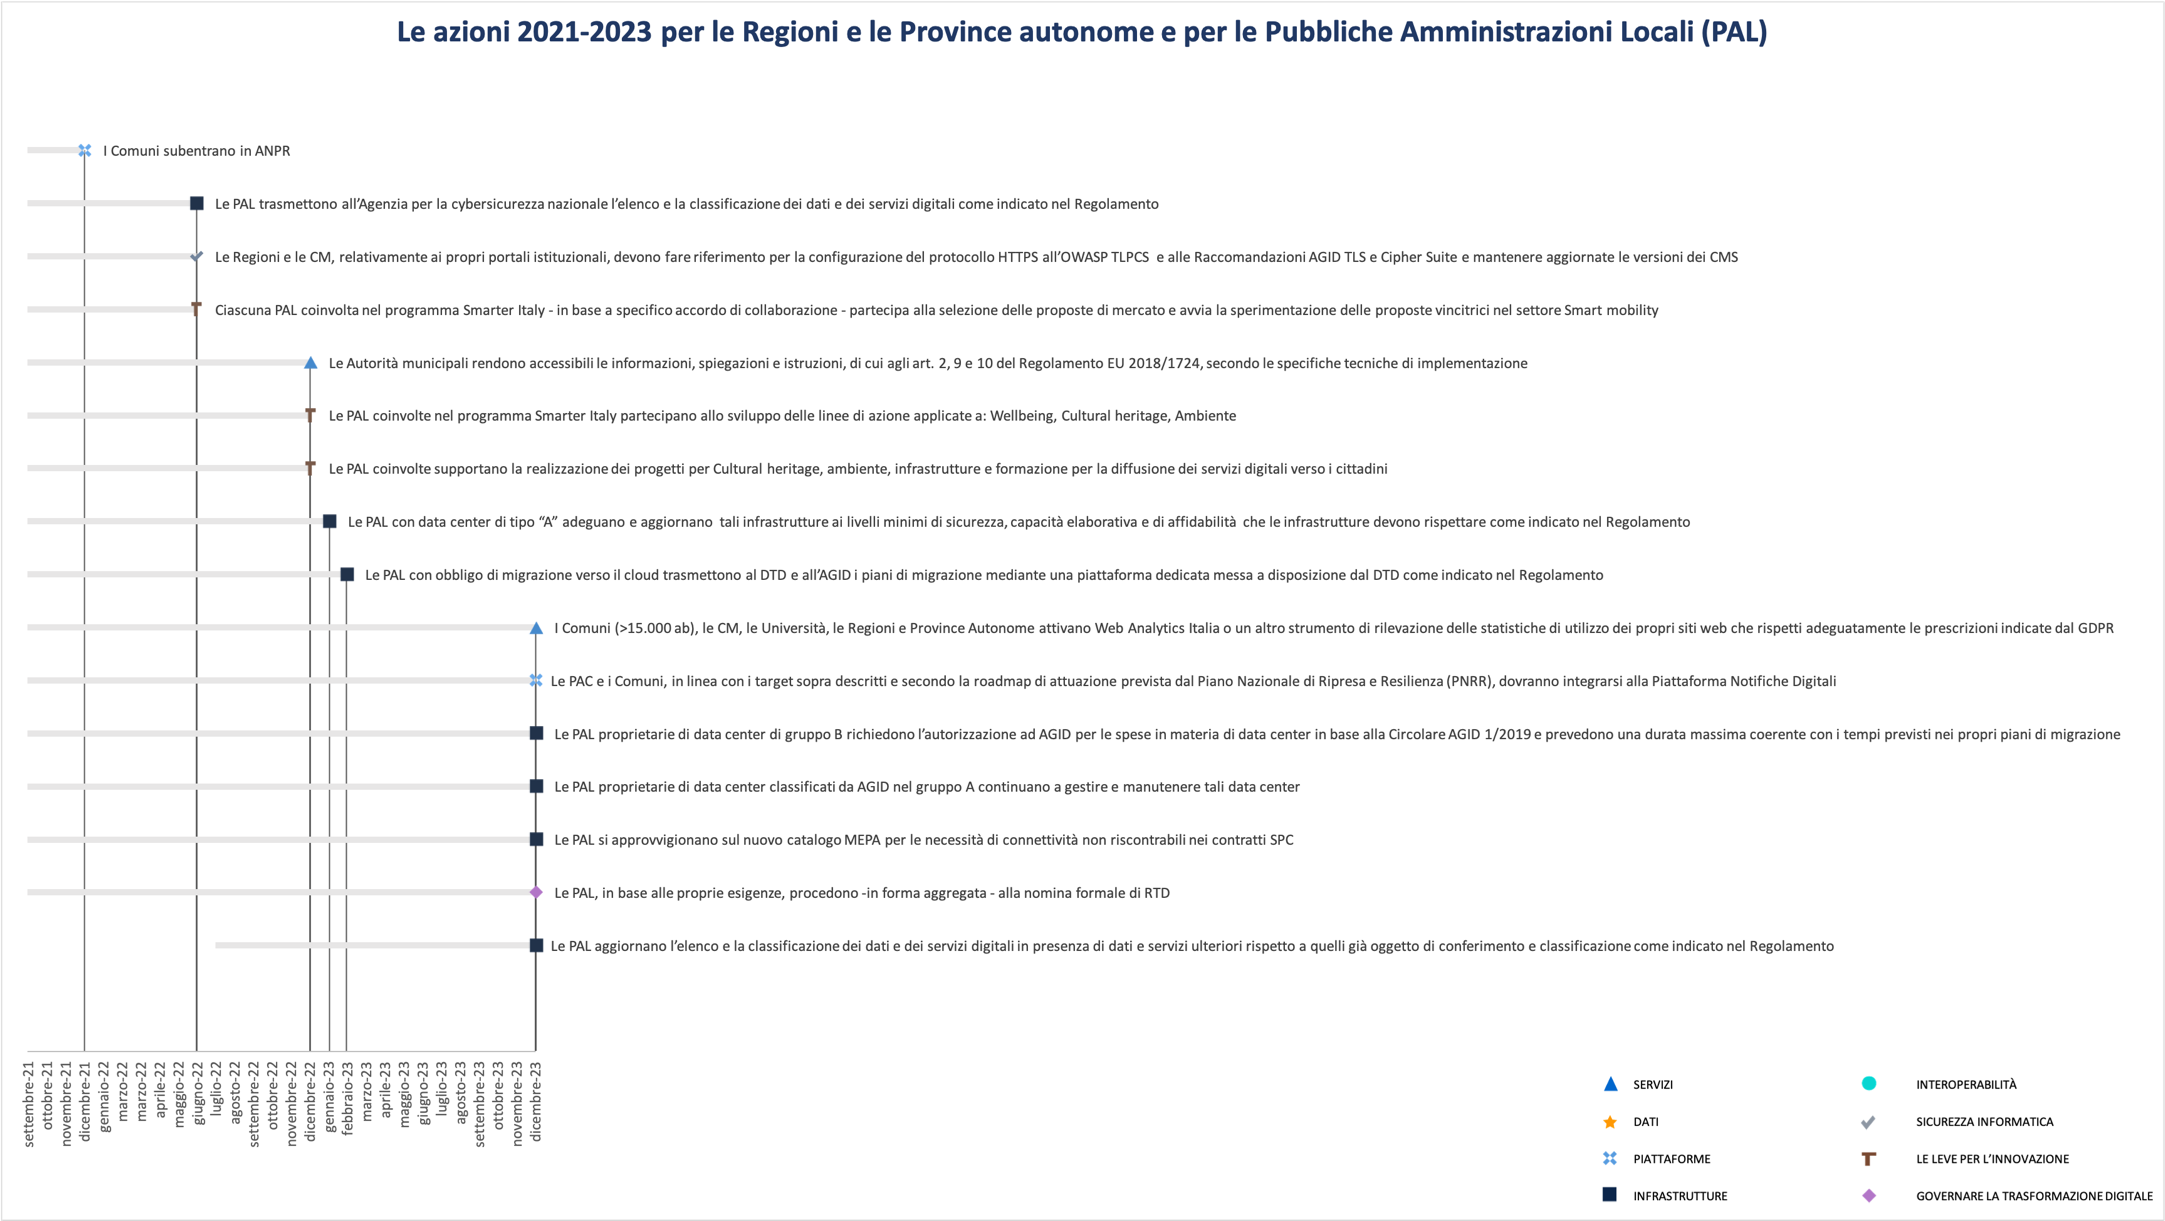 Le azioni 2021-2023 per le Regioni e le Province autonome e per le Pubbliche Amministrazioni Locali (PAL)
I Comuni subentrano in ANPR
Le PAL trasmettono all’Agenzia per la cybersicurezza nazionale l’elenco e la classificazione dei dati e dei servizi digitali come indicato nel Regolamento
Le Regioni e le CM, relativamente ai propri portali istituzionali, devono fare riferimento per la configurazione del protocollo HTTPS all’OWASP TLPCS e alle Raccomandazioni AGID TLS e Cipher Suite e mantenere aggiornate le versioni dei CMS
Ciascuna PAL coinvolta nel programma Smarter Italy - in base a specifico accordo di collaborazione - partecipa alla selezione delle proposte di mercato e avvia la sperimentazione delle proposte vincitrici nel settore Smart mobility
Le Autorità municipali rendono accessibili le informazioni, spiegazioni e istruzioni, di cui agli art. 2, 9 e 10 del Regolamento EU 2018/1724, secondo le specifiche tecniche di implementazione
Le PAL coinvolte nel programma Smarter Italy partecipano allo sviluppo delle linee di azione applicate a: Wellbeing, Cultural heritage, Ambiente
Le PAL coinvolte supportano la realizzazione dei progetti per Cultural heritage, ambiente, infrastrutture e formazione per la diffusione dei servizi digitali verso i cittadini
Le PAL con data center di tipo “A” adeguano e aggiornano tali infrastrutture ai livelli minimi di sicurezza, capacità elaborativa e di affidabilità che le infrastrutture devono rispettare come indicato nel Regolamento
Le PAL con obbligo di migrazione verso il cloud trasmettono al DTD e all’AGID i piani di migrazione mediante una piattaforma dedicata messa a disposizione dal DTD come indicato nel Regolamento
I Comuni (>15.000 ab), le CM, le Università, le Regioni e Province Autonome attivano Web Analytics Italia o un altro strumento di rilevazione delle statistiche di utilizzo dei propri siti web che rispetti adeguatamente le prescrizioni indicate dal GDPR
Le PAC e i Comuni, in linea con i target sopra descritti e secondo la roadmap di attuazione prevista dal Piano Nazionale di Ripresa e Resilienza (PNRR), dovranno integrarsi alla Piattaforma Notifiche Digitali
Le PAL proprietarie di data center di gruppo B richiedono l’autorizzazione ad AGID per le spese in materia di data center in base alla Circolare AGID 1/2019 e prevedono una durata massima coerente con i tempi previsti nei propri piani di migrazione
Le PAL proprietarie di data center classificati da AGID nel gruppo A continuano a gestire e manutenere tali data center
Le PAL si approvvigionano sul nuovo catalogo MEPA per le necessità di connettività non riscontrabili nei contratti SPC
Le PAL, in base alle proprie esigenze, procedono -in forma aggregata - alla nomina formale di RTD
Le PAL aggiornano l’elenco e la classificazione dei dati e dei servizi digitali in presenza di dati e servizi ulteriori rispetto a quelli già oggetto di conferimento e classificazione come indicato nel Regolamento
settembre-21
ottobre-21
novembre-21
dicembre-21
gennaio-22
marzo-22
marzo-22
aprile-22
maggio-22
giugno-22
luglio-22
agosto-22
settembre-22
ottobre-22
novembre-22
dicembre-22
gennaio-23
febbraio-23
marzo-23
aprile-23
maggio-23
giugno-23
luglio-23
agosto-23
settembre-23
ottobre-23
novembre-23
dicembre-23
SERVIZI
DATI
PIATTAFORME
INFRASTRUTTURE
INTEROPERABILITÀ
SICUREZZA INFORMATICA
LE LEVE PER L’INNOVAZIONE
GOVERNARE LA TRASFORMAZIONE DIGITALE